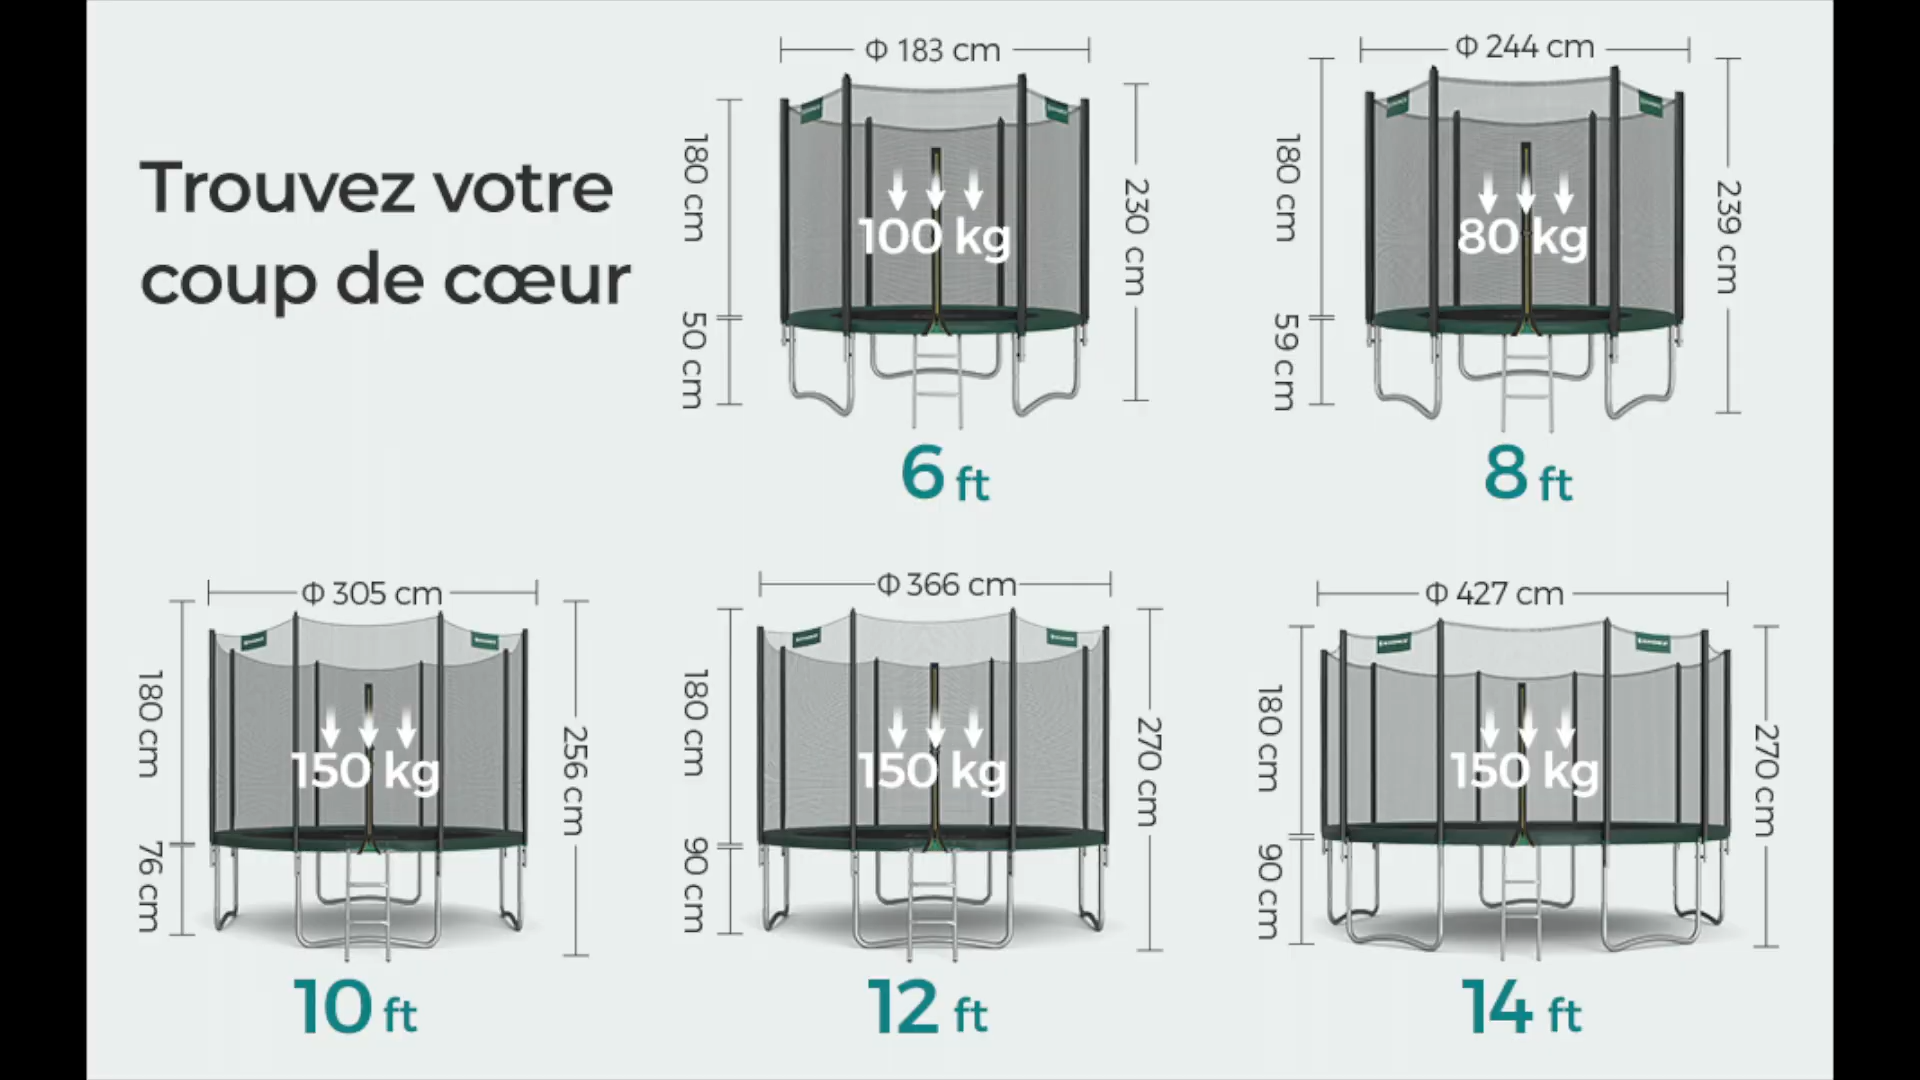 Trouvez votre
coup de cœur
Φ 183 cm
180 cm
50 cm
230 cm
100 kg
6 ft
Φ 244 cm
180 cm
59 cm
239 cm
80 kg
8 ft
Φ 305 cm
180 cm
76 cm
256 cm
150 kg
10 ft
Φ 366 cm
180 cm
90 cm
270 cm
150 kg
12 ft
Φ 427 cm
180 cm
90 cm
270 cm
150 kg
14 ft